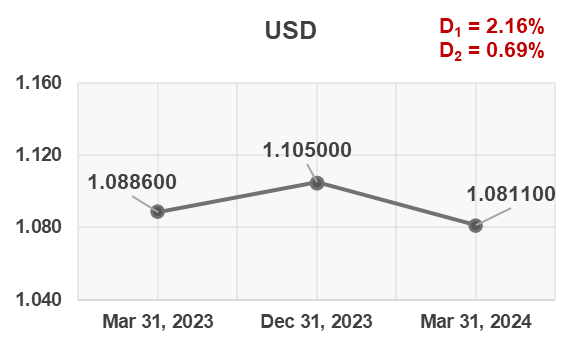 USD
D₁ = 2.16%
D₂ = 0.69%
1.160
1.120
1.080
1.040
1.088600
1.105000
1.081100
Mar 31, 2023
Dec 31, 2023
Mar 31, 2024